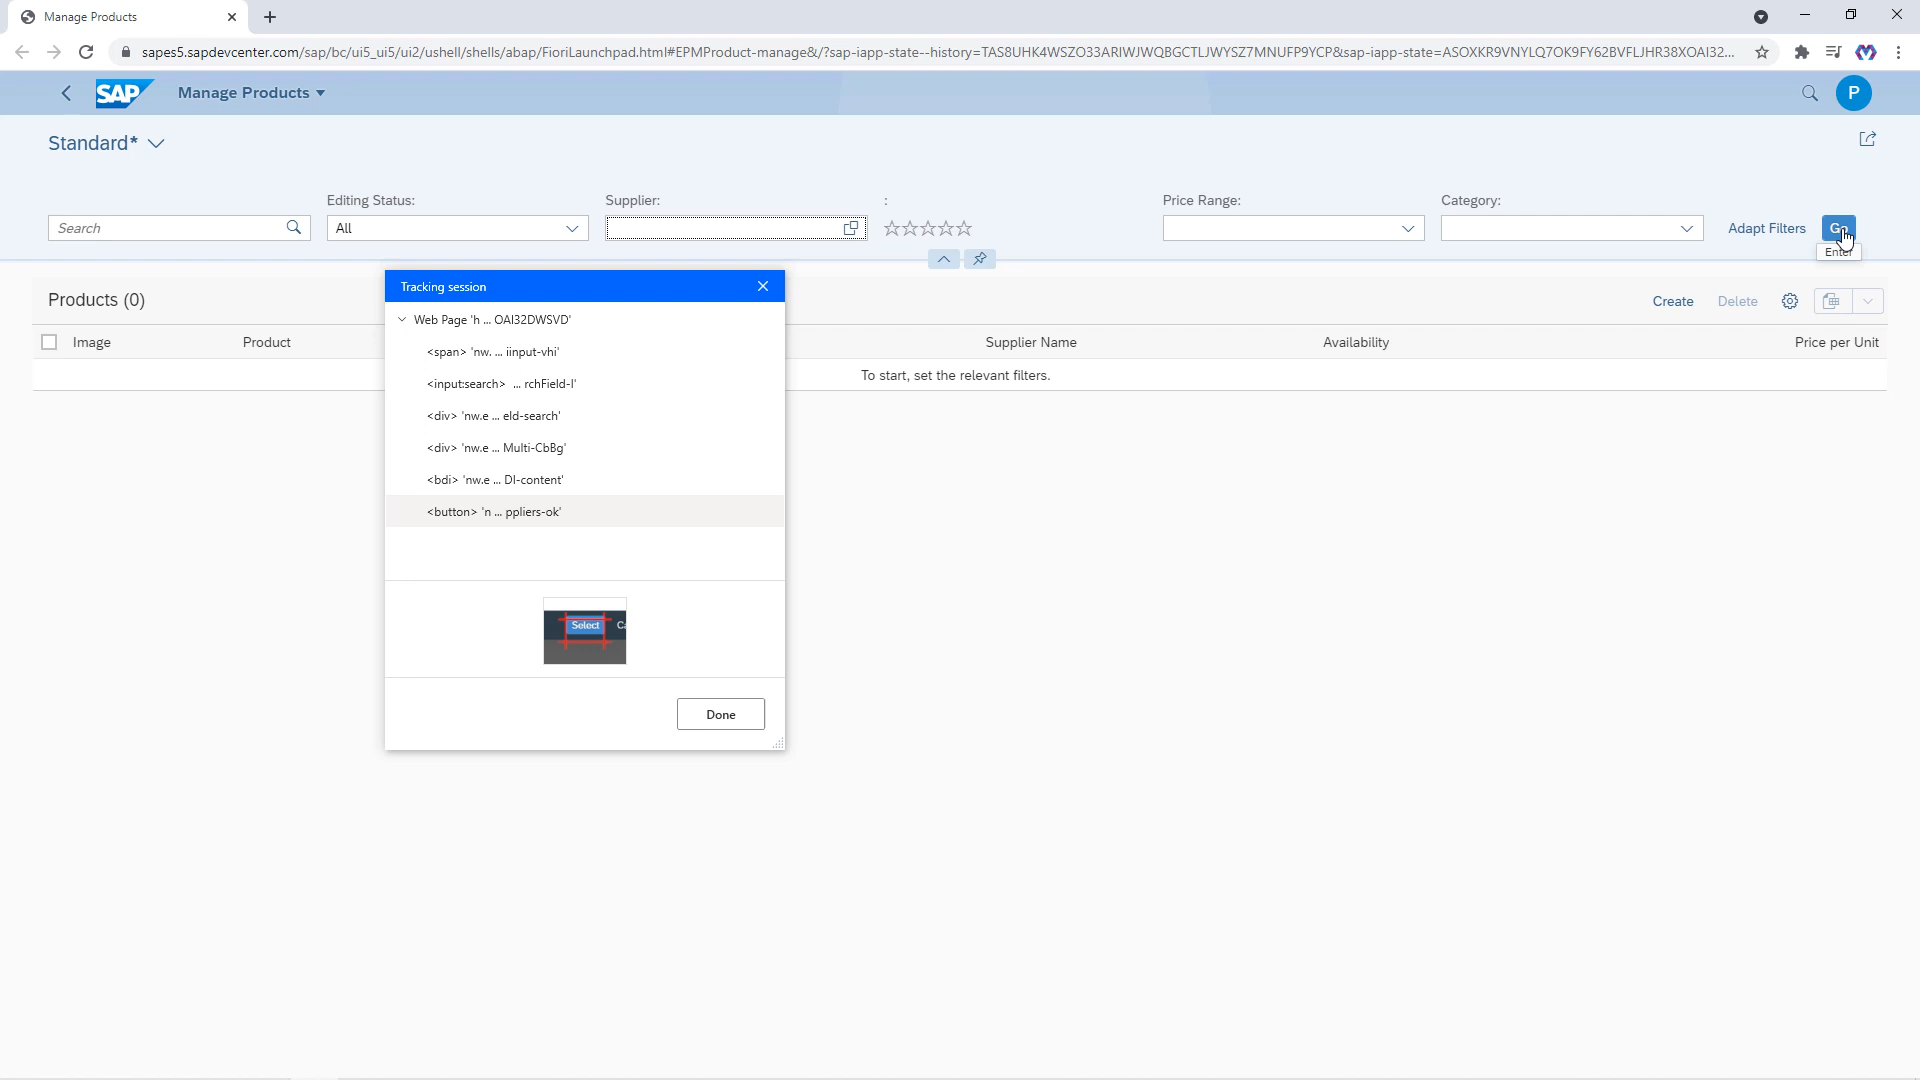 Manage Products
sapes5.sapdevcenter.com/sap/bc/ui5_ui5/ui2/ushell/shells/abap/FioriLaunchpad.html#EPMProduct-manage&/?sap-iapp-state--history=TAS8UHK4WSZO33ARIWJWQBGCTLJWYSZ7MNUFP9YCP&sap-iapp-state=ASOXKR9VNYLQ7OK9FY62BVFLJHR38XOAI32...
SAP Manage Products P
Standard*
Editing Status: Supplier: : Price Range: Category:
Search All Adapt Filters Go
Enter
Products (0) Create Delete
Image Product Supplier Name Availability Price per Unit
To start, set the relevant filters.
Tracking session
Web Page 'h ... OAI32DWSVD'
<span> 'nw. ... iinput-vhi'
<input:search> ... rchField-I'
<div> 'nw.e ... eld-search'
<div> 'nw.e ... Multi-CbBg'
<bdi> 'nw.e ... DI-content'
<button> 'n ... ppliers-ok'
Select Ca
Done